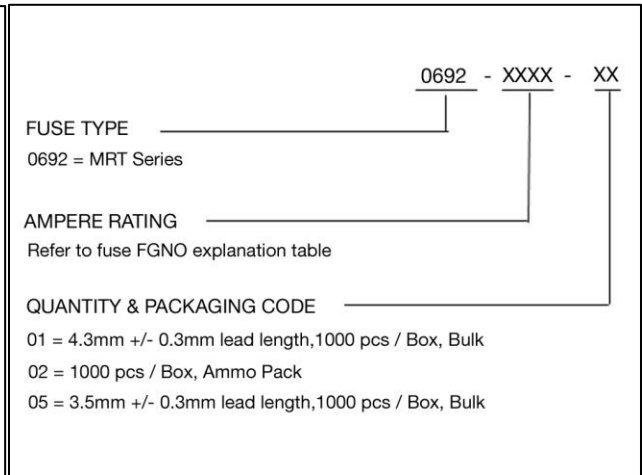 0692 - XXXX - XX
FUSE TYPE
0692 = MRT Series
AMPERE RATING
Refer to fuse FGNO explanation table
QUANTITY & PACKAGING CODE
01 = 4.3mm +/- 0.3mm lead length,1000 pcs / Box, Bulk
02 = 1000 pcs / Box, Ammo Pack
05 = 3.5mm +/- 0.3mm lead length,1000 pcs / Box, Bulk